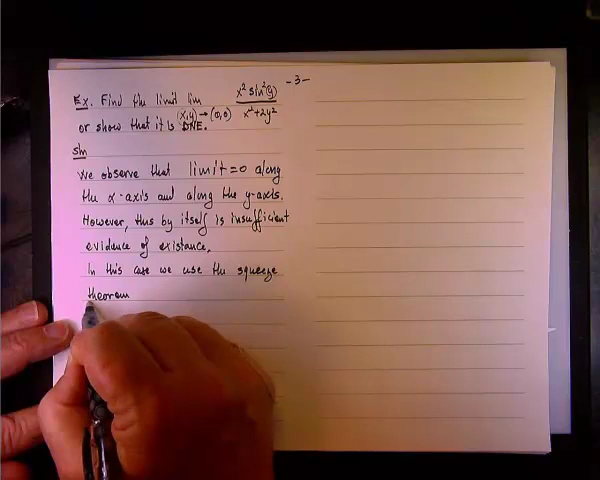 -3-
Ex. Find the limit lim x² sin²(y) / x²+2y²
(x,y)→(0,0)
or show that it is DNE.
Sln
We observe that limit=0 along
the x-axis and along the y-axis.
However, this by itself is insufficient
evidence of existance.
In this case we use the squeeze
theorem